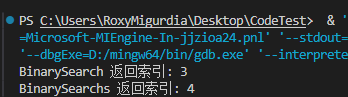 PS C:\Users\RoxyMigurdia\Desktop\CodeTest>  & '
=Microsoft-MIEngine-In-jjzioa24.pnl' '--stdout=
'--dbgExe=D:/mingw64/bin/gdb.exe' '--interprete
BinarySearch 返回索引: 3
BinarySearchs 返回索引: 4